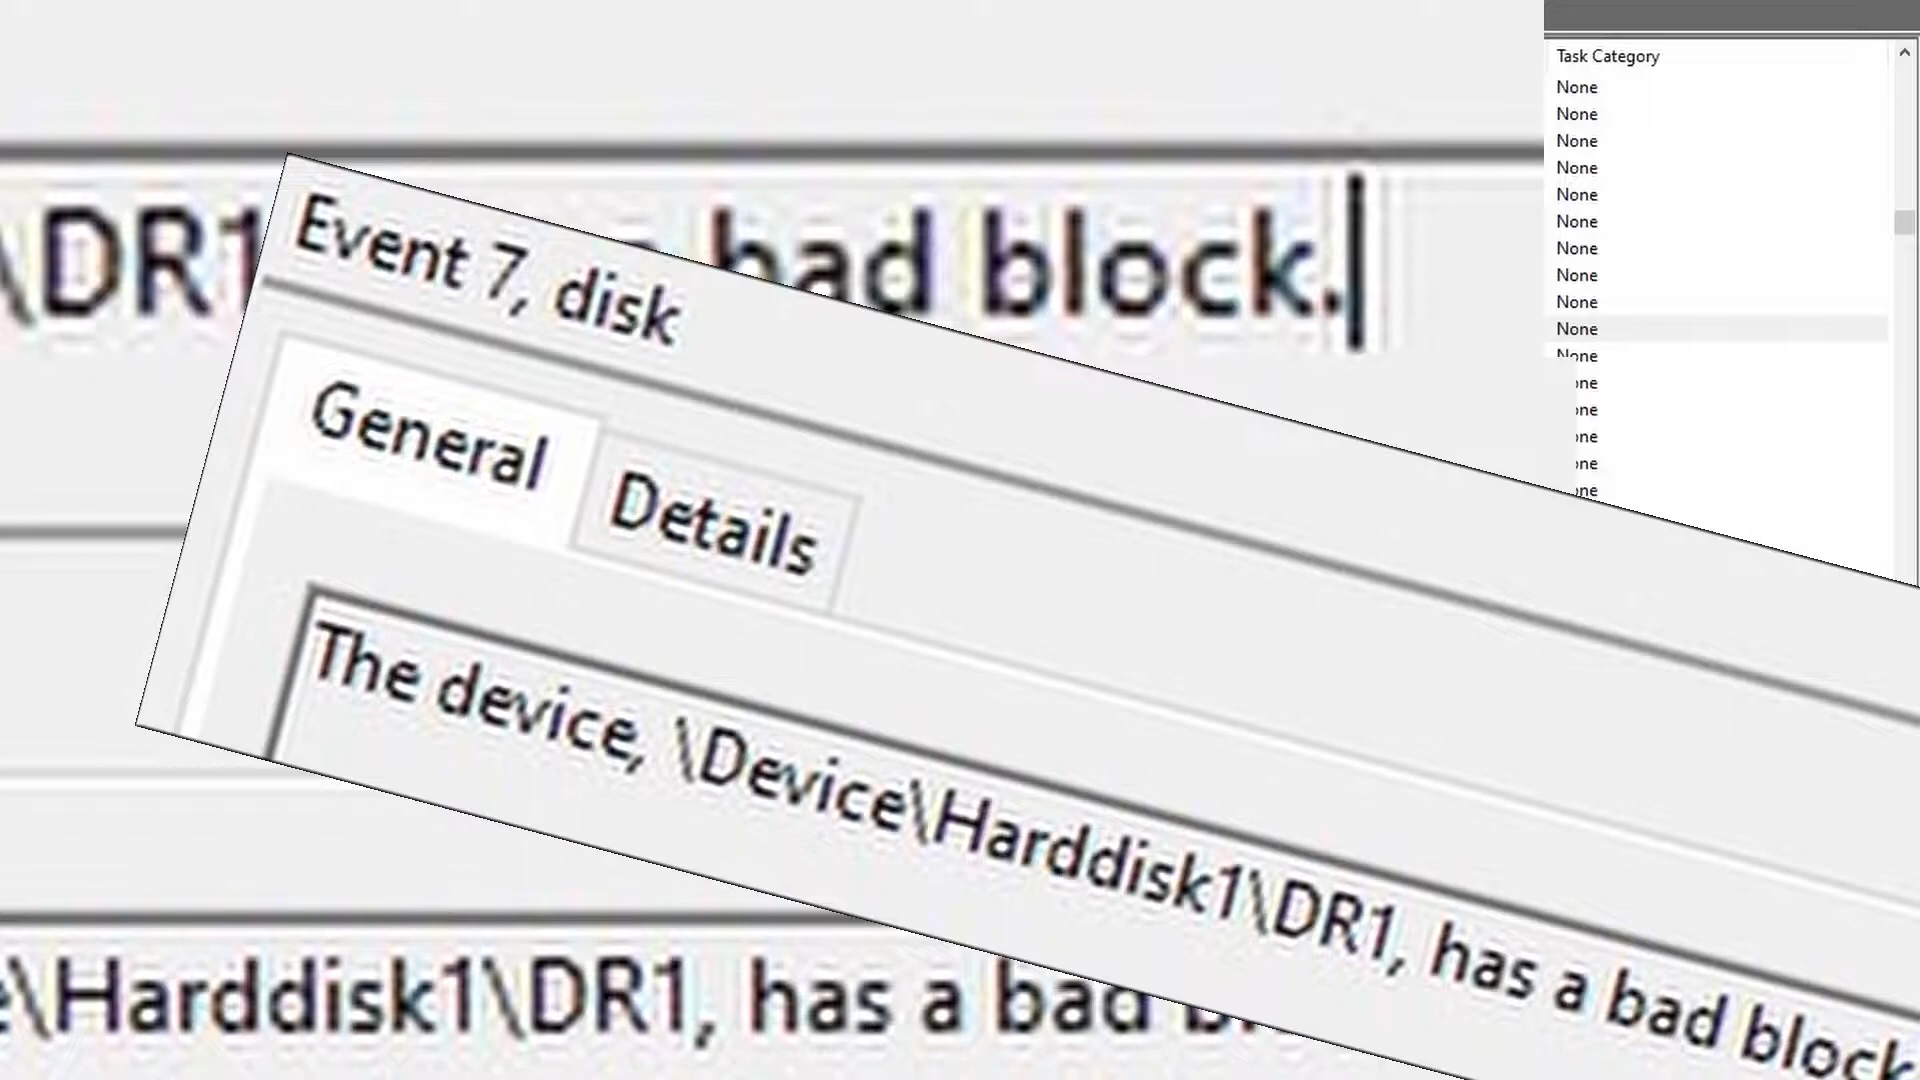 Task Category
None
None
None
None
None
None
None
None
None
None
None
\DR1
bad block.
Event 7, disk
General
Details
The device, \Device\Harddisk1\DR1, has a bad block
\Harddisk1\DR1, has a bad